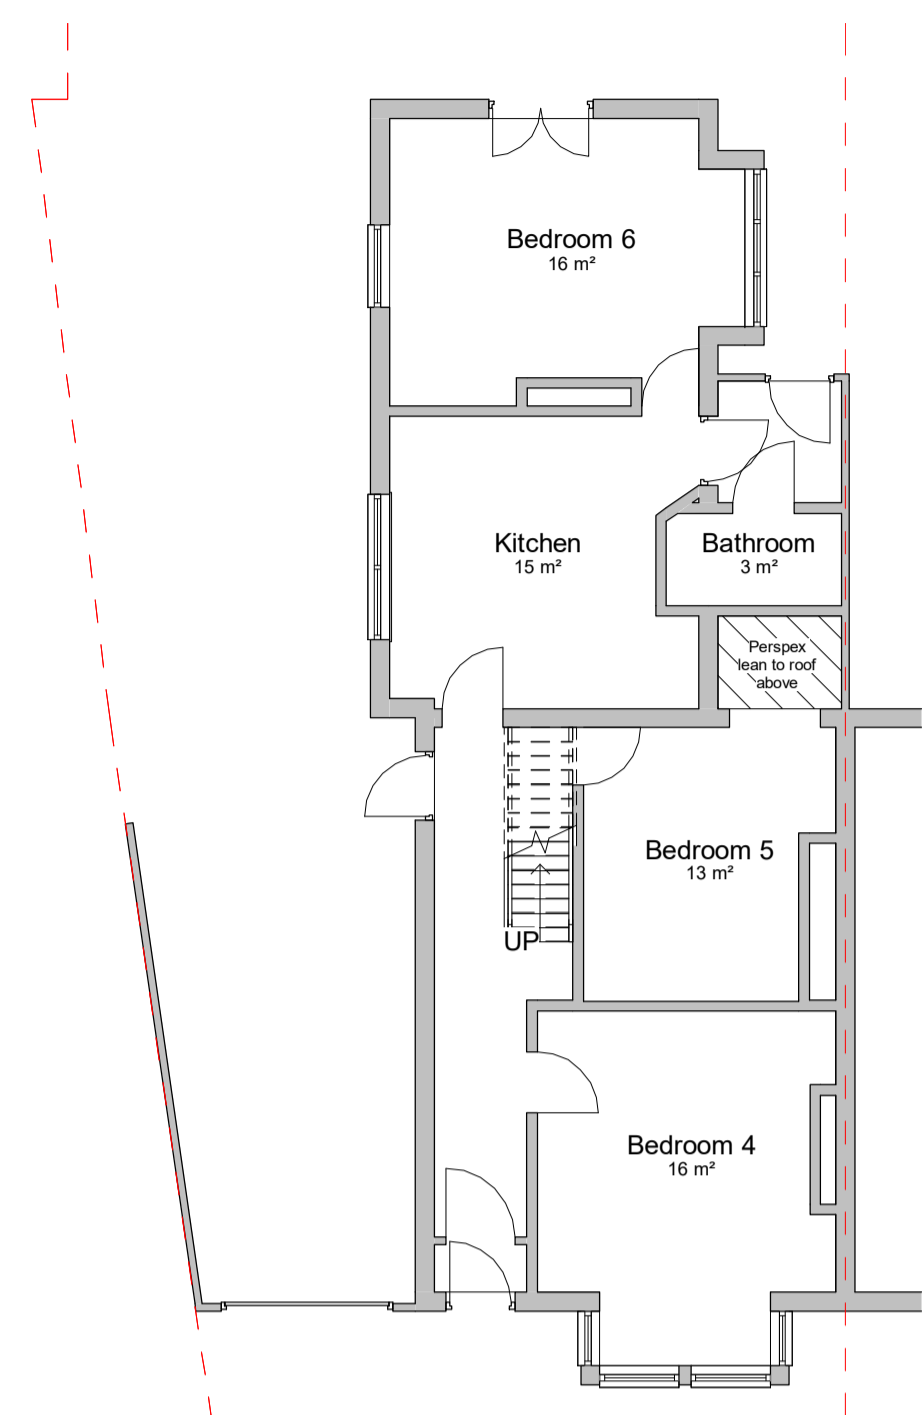 Bedroom 6
16 m²
Kitchen
15 m²
Bathroom
3 m²
Perspex
lean to roof
above
Bedroom 5
13 m²
UP
Bedroom 4
16 m²